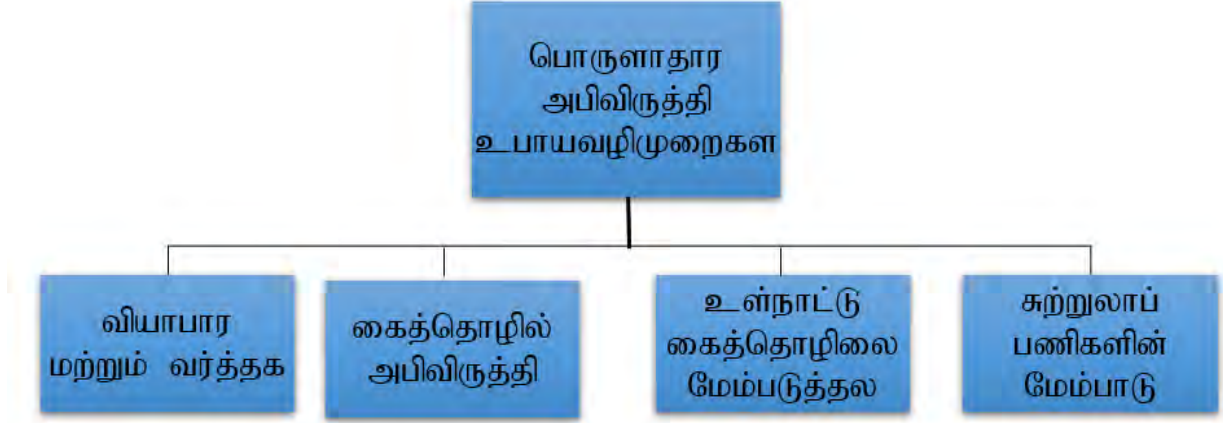 பொருளாதார
அபிவிருத்தி
உபாயவழிமுறைகள
வியாபார
மற்றும் வர்த்தக
கைத்தொழில்
அபிவிருத்தி
உள்நாட்டு
கைத்தொழிலை
மேம்படுத்தல
சுற்றுலாப்
பணிகளின்
மேம்பாடு